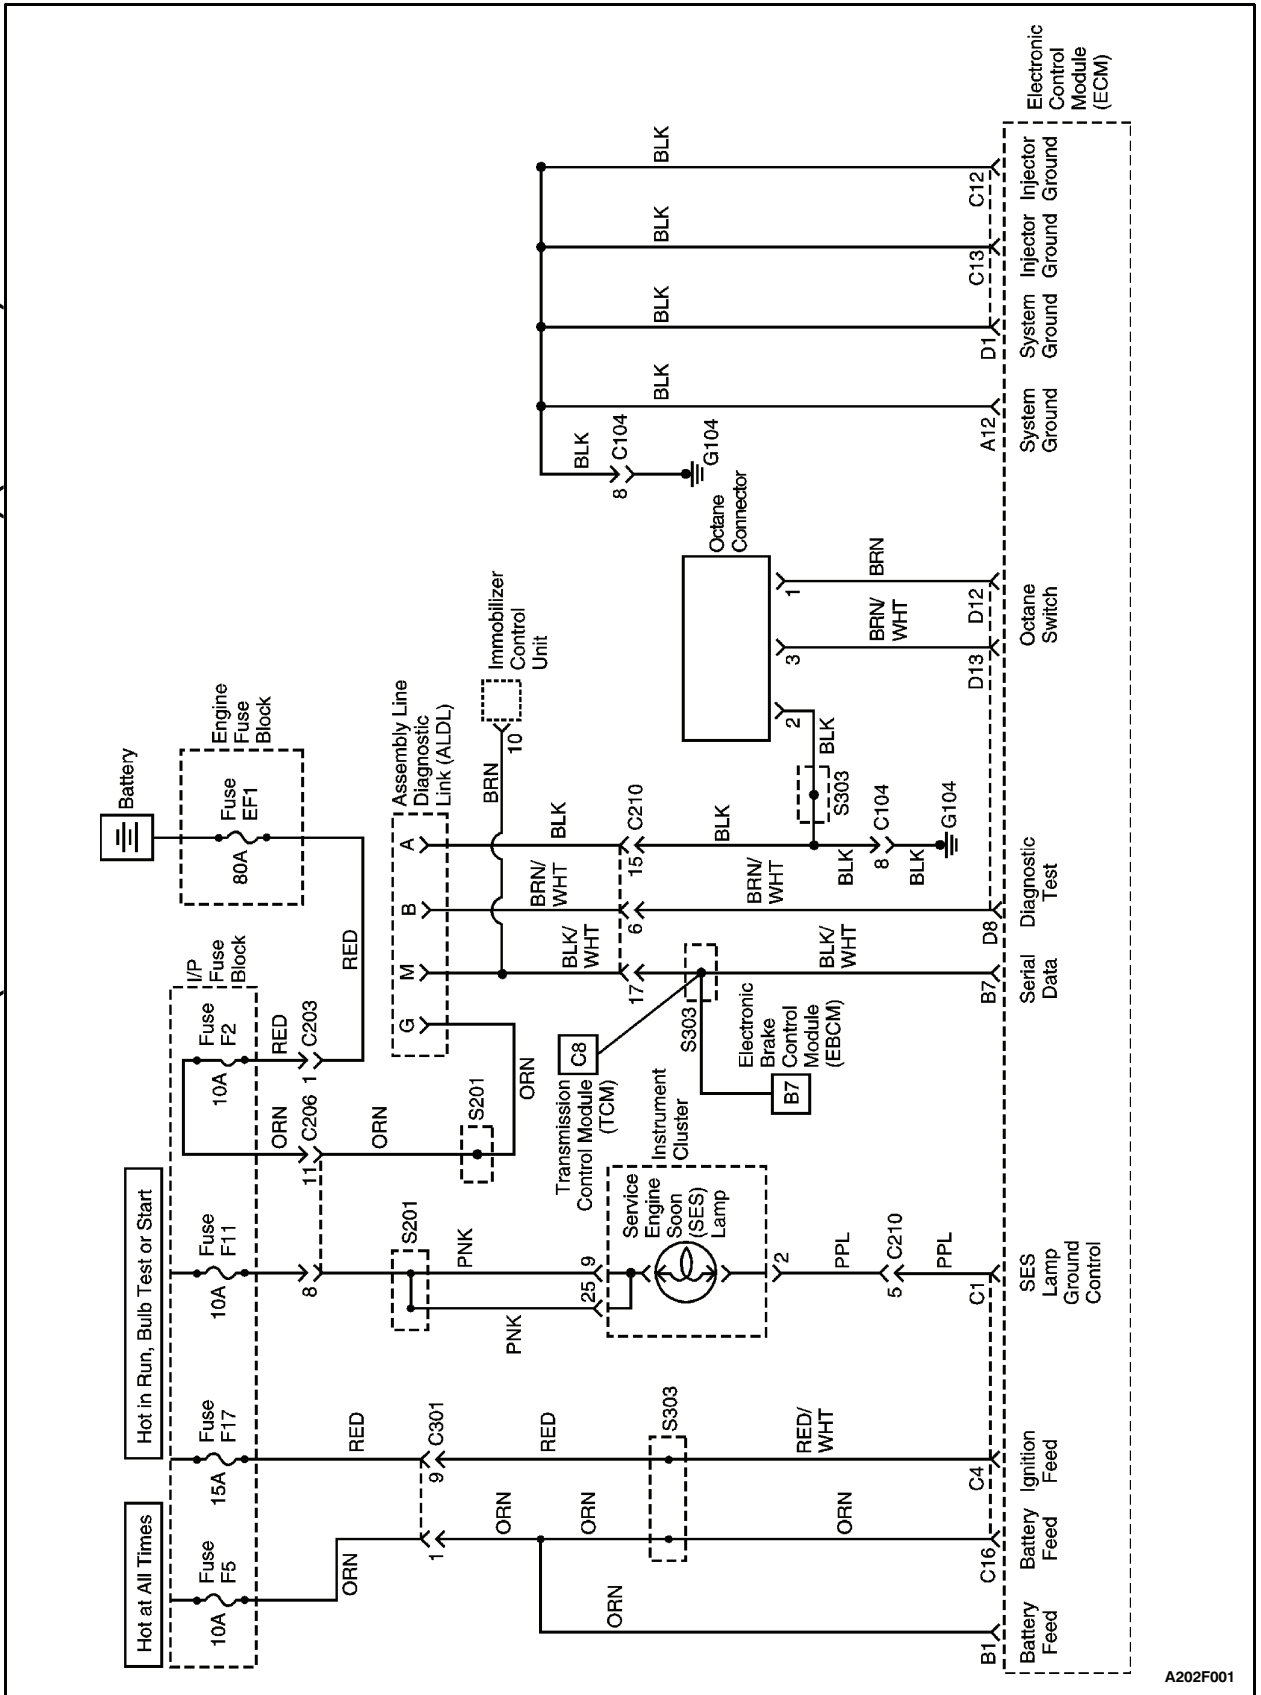 Hot at All Times
Hot in Run, Bulb Test or Start
Battery
Engine
Fuse
Block
Fuse
EF1
80A
I/P
Fuse
Block
Fuse
F5
10A
Fuse
F17
15A
Fuse
F11
10A
Fuse
F2
10A
ORN
RED
ORN
RED
RED
C301
1
9
8
11
C206
1
C203
ORN
S201
PNK
PNK
S201
ORN
Assembly Line
Diagnostic
Link (ALDL)
G
M
B
A
BRN
10
Immobilizer
Control
Unit
BLK/
WHT
BRN/
WHT
BLK
17
6
15
C210
ORN
ORN
RED
ORN
S303
ORN
RED/
WHT
25
9
Service
Engine
Soon
(SES)
Lamp
Instrument
Cluster
2
PPL
5
C210
PPL
Transmission
Control Module
(TCM)
C8
S303
B7
Electronic
Brake
Control
Module
(EBCM)
BLK/
WHT
BRN/
WHT
BLK
BLK
8
C104
BLK
G104
S303
BLK
2
3
1
Octane
Connector
BRN/
WHT
BRN
BLK
8
C104
G104
BLK
BLK
BLK
BLK
B1
C16
C4
C1
B7
D8
D13
D12
A12
D1
C13
C12
Battery
Feed
Battery
Feed
Ignition
Feed
SES
Lamp
Ground
Control
Serial
Data
Diagnostic
Test
Octane
Switch
System
Ground
System
Ground
Injector
Ground
Injector
Ground
Electronic
Control
Module
(ECM)
A202F001